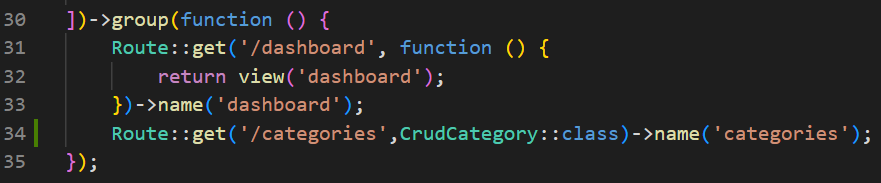 30 ])->group(function () {
31 Route::get('/dashboard', function () {
32 return view('dashboard');
33 })->name('dashboard');
34 Route::get('/categories',CrudCategory::class)->name('categories');
35 });